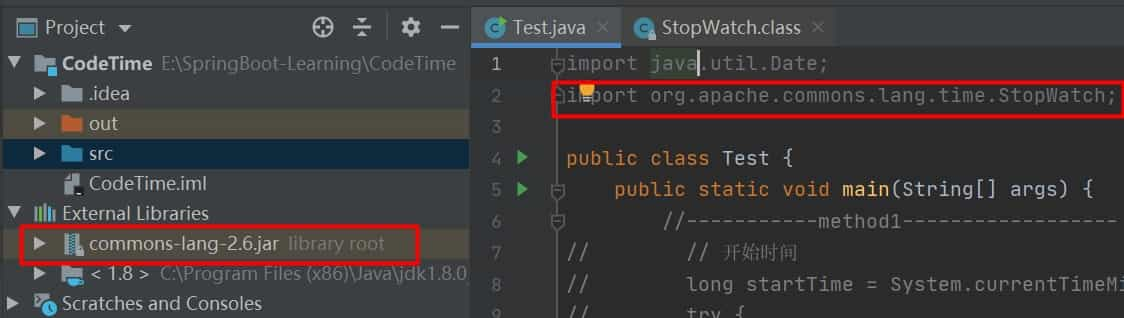 Project
CodeTime E:\SpringBoot-Learning\CodeTime
.idea
out
src
CodeTime.iml
External Libraries
commons-lang-2.6.jar library root
< 1.8 > C:\Program Files (x86)\Java\jdk1.8.0_
Scratches and Consoles
Test.java
StopWatch.class
1 import java.util.Date;
2 import org.apache.commons.lang.time.StopWatch;
3
4 public class Test {
5 public static void main(String[] args) {
6 //-----------method1------------------
7 // // 开始时间
8 // long startTime = System.currentTimeMi
9 // try {